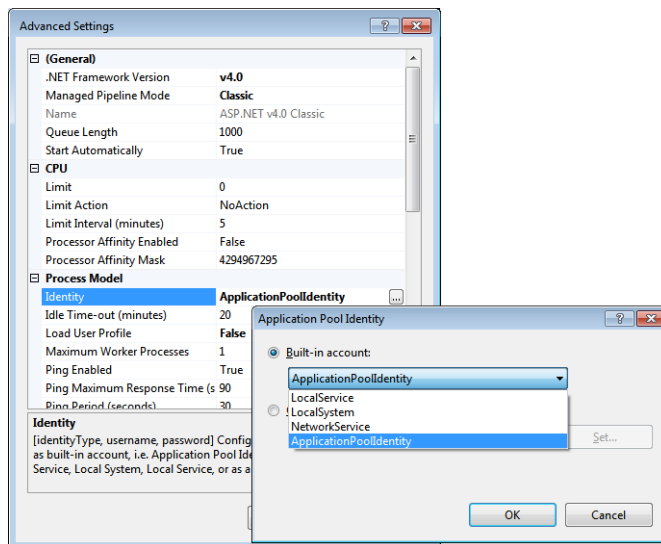 Advanced Settings
(General)
.NET Framework Version v4.0
Managed Pipeline Mode Classic
Name ASP.NET v4.0 Classic
Queue Length 1000
Start Automatically True
CPU
Limit 0
Limit Action NoAction
Limit Interval (minutes) 5
Processor Affinity Enabled False
Processor Affinity Mask 4294967295
Process Model
Identity ApplicationPoolIdentity ...
Idle Time-out (minutes) 20
Load User Profile False
Maximum Worker Processes 1
Ping Enabled True
Ping Maximum Response Time (s 90
Ping Period (seconds) 30
Identity
[identityType, username, password] Config
as built-in account, i.e. Application Pool Ide
Service, Local System, Local Service, or as a
Application Pool Identity
Built-in account:
ApplicationPoolIdentity
LocalService
LocalSystem
NetworkService
ApplicationPoolIdentity
Set...
OK Cancel